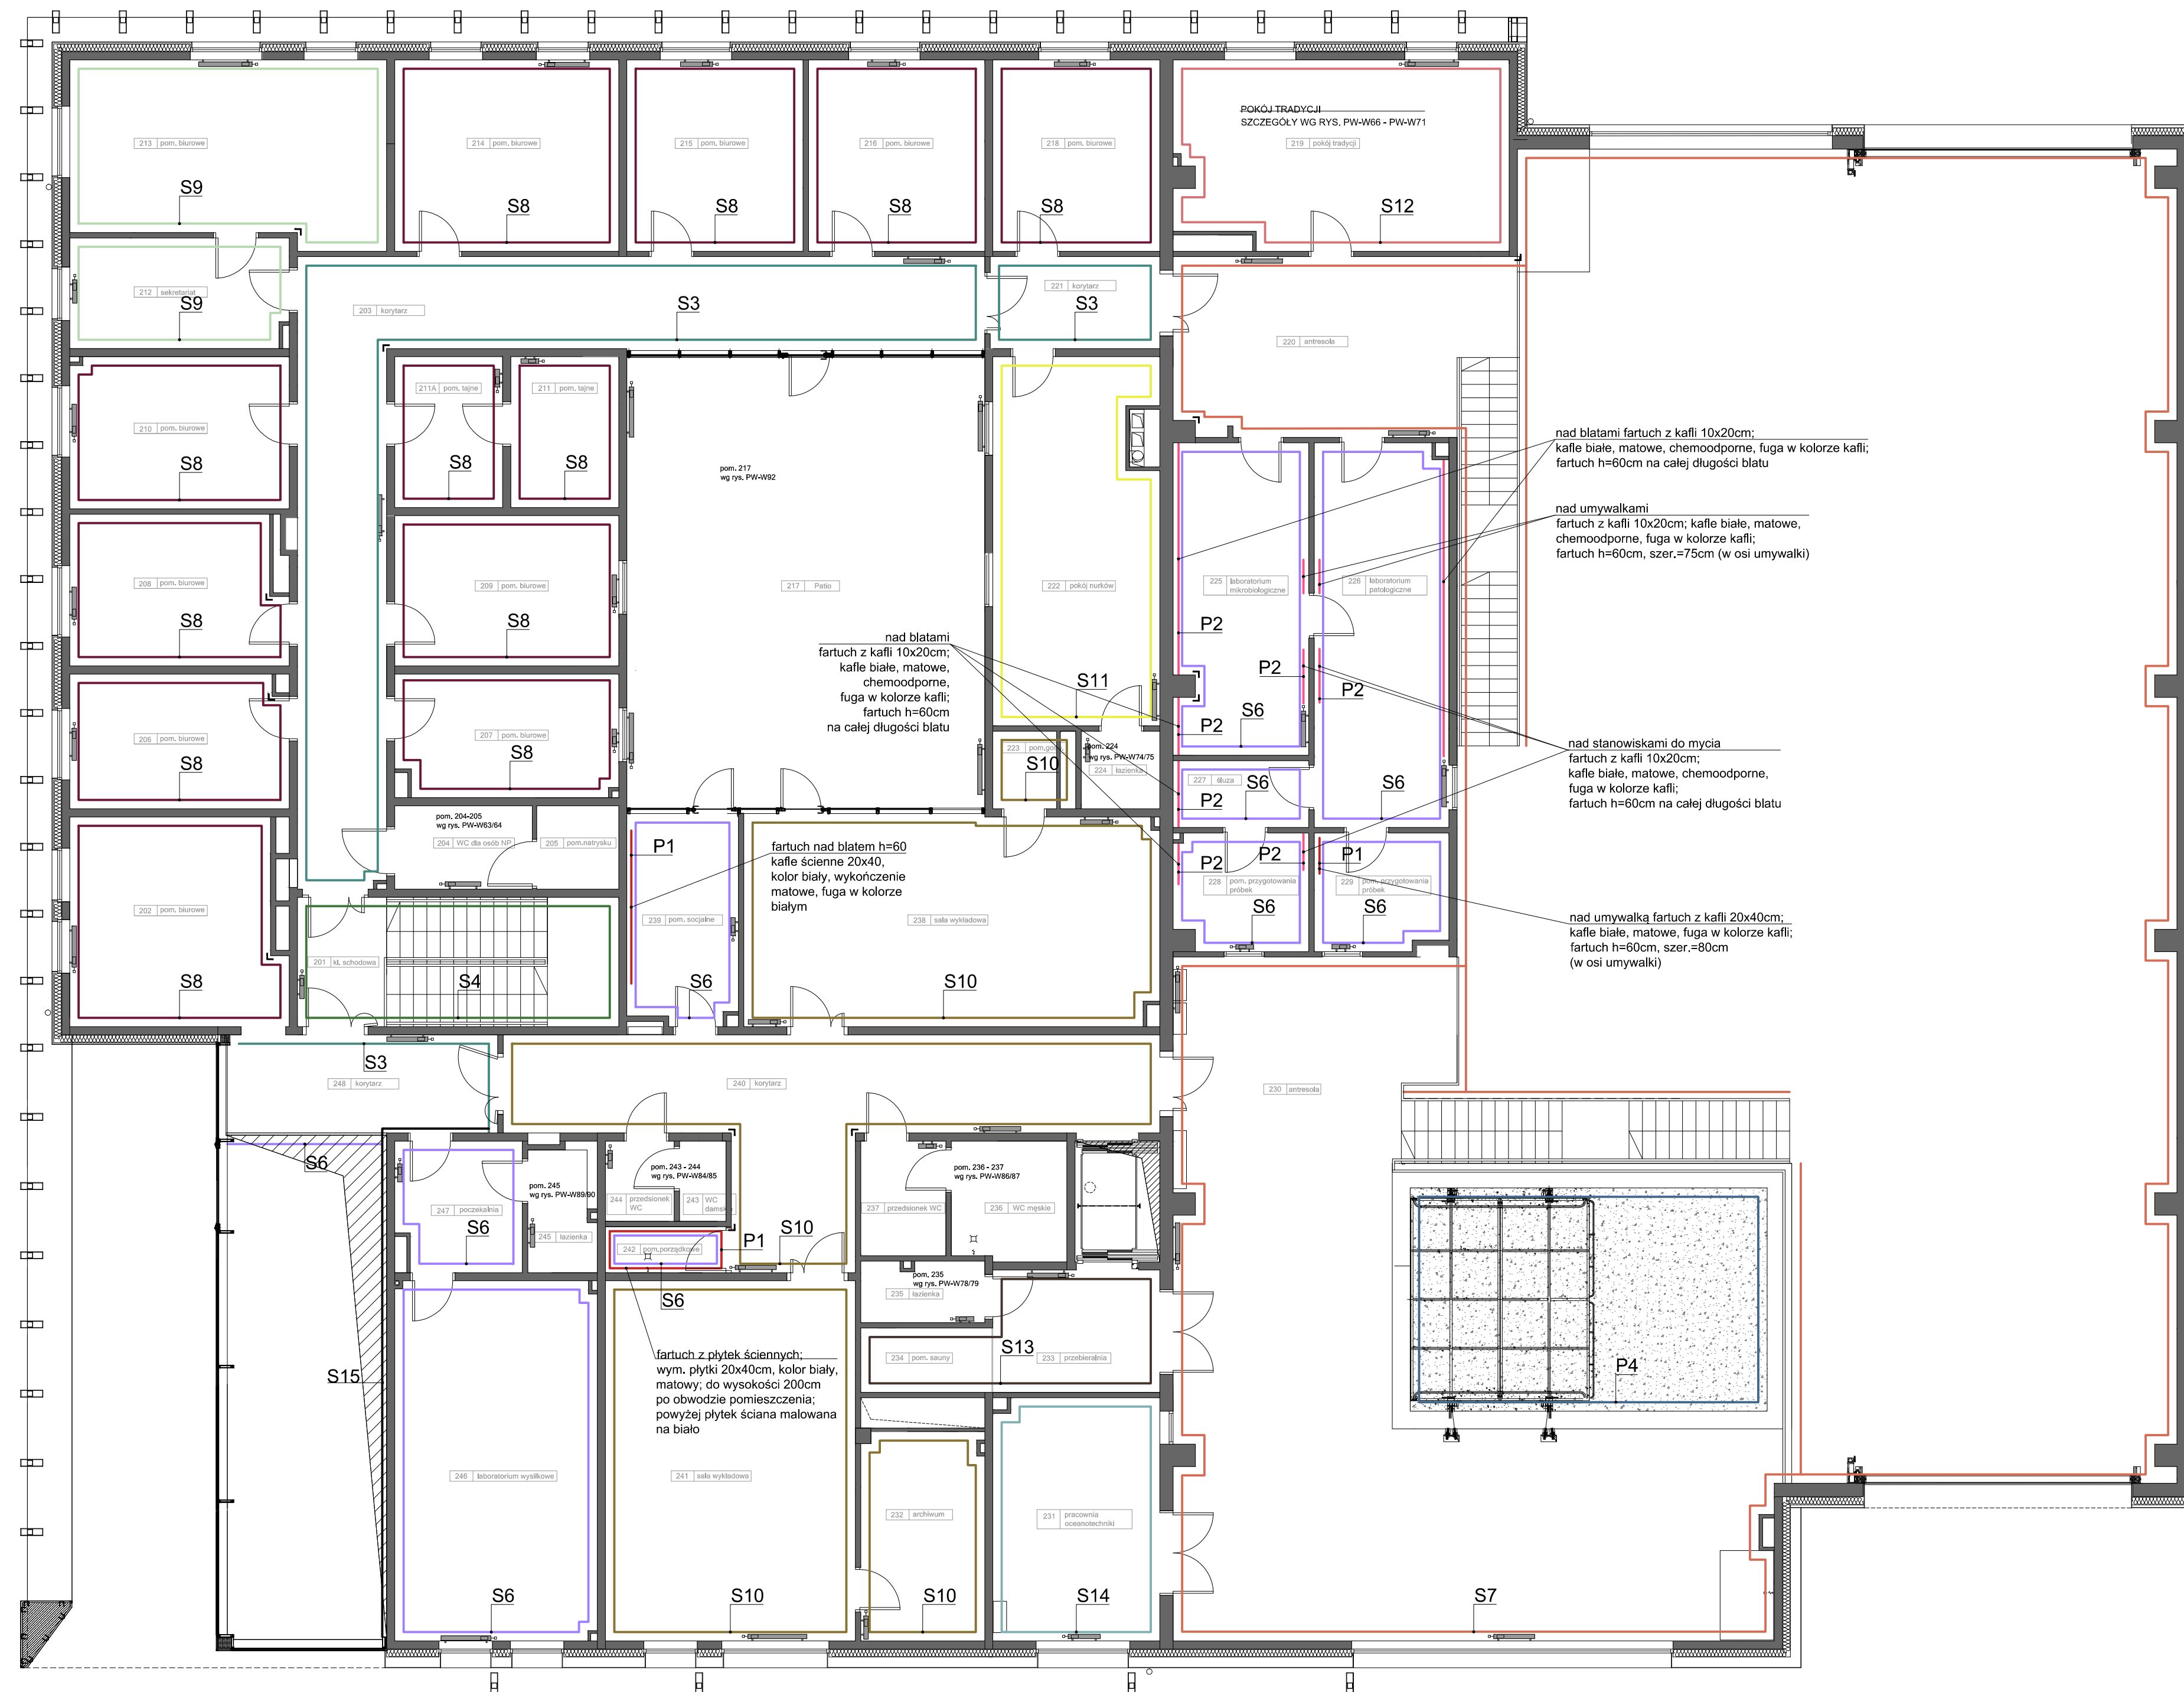 POKÓJ TRADYCJI
SZCZEGÓŁY WG RYS. PW-W66 - PW-W71
213 pom. biurowe
S9
214 pom. biurowe
S8
215 pom. biurowe
S8
216 pom. biurowe
S8
218 pom. biurowe
S8
219 pokój tradycji
S12
212 sekretariat
S9
203 korytarz
S3
221 korytarz
S3
220 antresola
210 pom. biurowe
S8
211A pom. tajne
S8
211 pom. tajne
S8
pom. 217
wg rys. PW-W92
217 Patio
222 pokój nurków
S11
nad blatami fartuch z kafli 10x20cm;
kafle białe, matowe, chemoodporne, fuga w kolorze kafli;
fartuch h=60cm na całej długości blatu
nad umywalkami
fartuch z kafli 10x20cm; kafle białe, matowe,
chemoodporne, fuga w kolorze kafli;
fartuch h=60cm, szer.=75cm (w osi umywalki)
208 pom. biurowe
S8
209 pom. biurowe
S8
225 laboratorium
mikrobiologiczne
226 laboratorium
patologiczne
P2
P2
P2
P2
S6
S6
nad blatami
fartuch z kafli 10x20cm;
kafle białe, matowe,
chemoodporne,
fuga w kolorze kafli;
fartuch h=60cm
na całej długości blatu
206 pom. biurowe
S8
207 pom. biurowe
S8
S10
pom. 224
wg rys. PW-W74/75
224 łazienka
227 śluza
S6
P2
nad stanowiskami do mycia
fartuch z kafli 10x20cm;
kafle białe, matowe, chemoodporne,
fuga w kolorze kafli;
fartuch h=60cm na całej długości blatu
pom. 204-205
wg rys. PW-W63/64
204 WC dla osób NP
205 pom.natrysku
P1
fartuch nad blatem h=60
kafle ścienne 20x40,
kolor biały, wykończenie
matowe, fuga w kolorze
białym
P2
P2
P1
228 pom. przygotowania
próbek
S6
229 pom. przygotowania
próbek
S6
202 pom. biurowe
S8
201 kl. schodowa
S4
239 pom. socjalne
S6
238 sala wykładowa
S10
nad umywalką fartuch z kafli 20x40cm;
kafle białe, matowe, fuga w kolorze kafli;
fartuch h=60cm, szer.=80cm
(w osi umywalki)
S3
248 korytarz
240 korytarz
230 antresola
S6
247 poczekalnia
S6
pom. 245
wg rys. PW-W89/90
245 łazienka
pom. 243 - 244
wg rys. PW-W84/85
244 przedsionek
WC
243 WC
242 pom.porządkowe
P1
S6
S10
pom. 236 - 237
wg rys. PW-W86/87
237 przedsionek WC
236 WC męskie
pom. 235
wg rys. PW-W78/79
235 łazienka
S15
fartuch z płytek ściennych;
wym. płytki 20x40cm, kolor biały,
matowy; do wysokości 200cm
po obwodzie pomieszczenia;
powyżej płytek ściana malowana
na biało
234 pom. sauny
S13
233 przebieralnia
P4
246 laboratorium wysiłkowe
S6
241 sala wykładowa
S10
232 archiwum
S10
231 pracownia
oceanotechniki
S14
S7